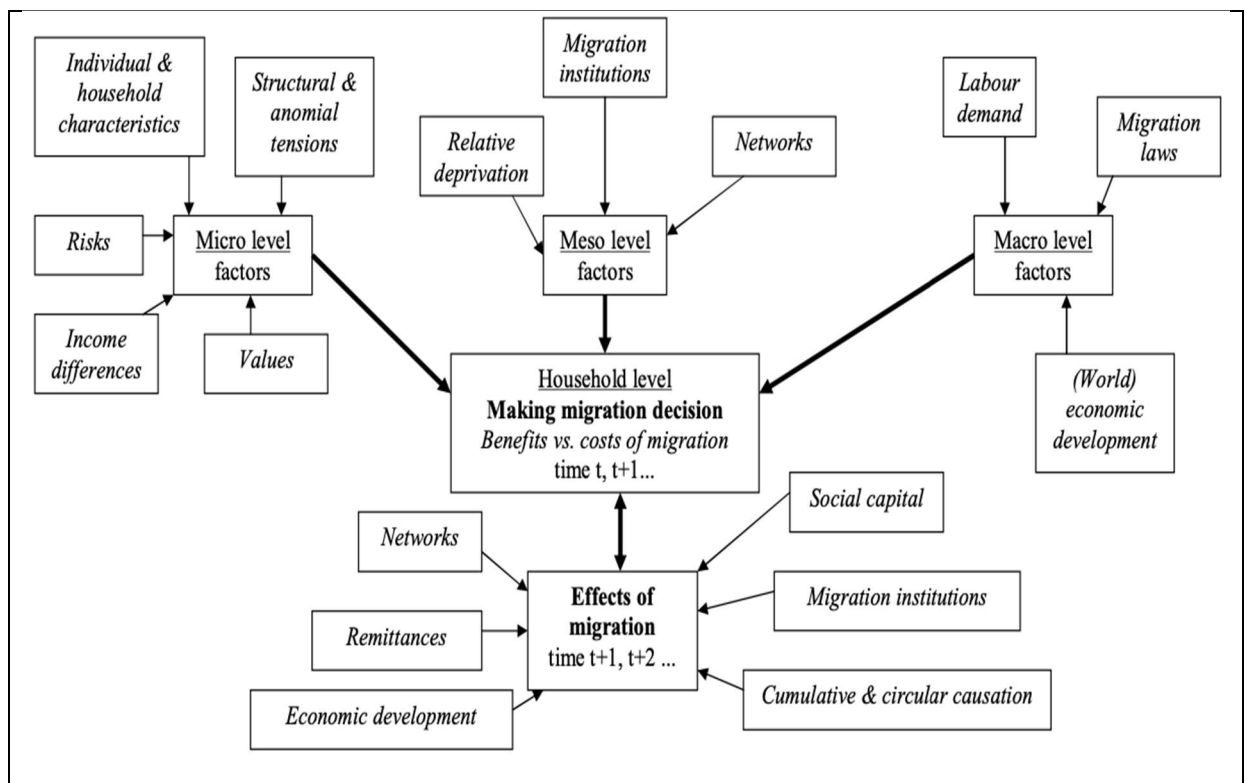 Individual &
household
characteristics
Structural &
anomial
tensions
Migration
institutions
Relative
deprivation
Networks
Labour
demand
Migration
laws
Risks
Micro level
factors
Meso level
factors
Macro level
factors
Income
differences
Values
Household level
Making migration decision
Benefits vs. costs of migration
time t, t+1...
(World)
economic
development
Social capital
Networks
Effects of
migration
time t+1, t+2 ...
Migration institutions
Remittances
Economic development
Cumulative & circular causation